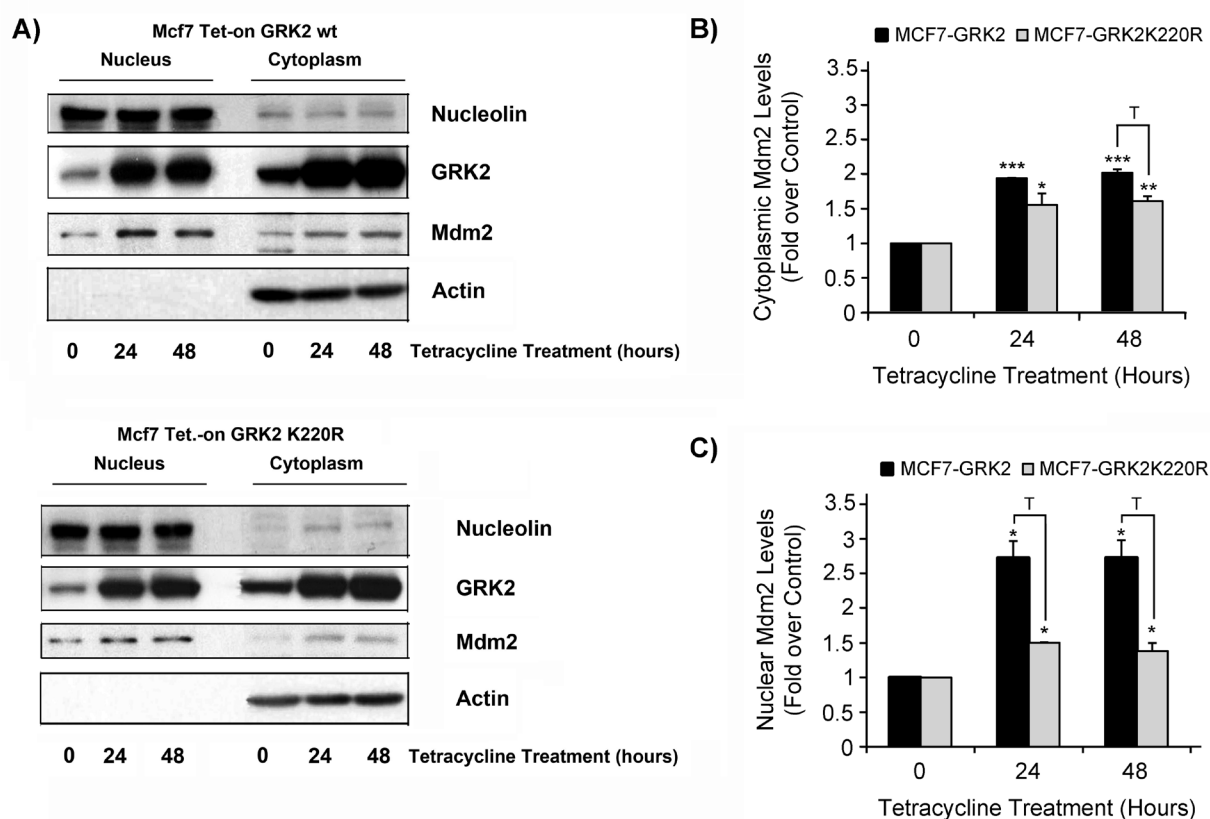 A)
Mcf7 Tet-on GRK2 wt
Nucleus Cytoplasm
Nucleolin
GRK2
Mdm2
Actin
0 24 48 0 24 48 Tetracycline Treatment (hours)
Mcf7 Tet.-on GRK2 K220R
Nucleus Cytoplasm
Nucleolin
GRK2
Mdm2
Actin
0 24 48 0 24 48 Tetracycline Treatment (hours)
B)
MCF7-GRK2 MCF7-GRK2K220R
Cytoplasmic Mdm2 Levels
(Fold over Control)
3.5
3
2.5
2
1.5
1
0.5
0
T
*** * *** **
0 24 48
Tetracycline Treatment (Hours)
C)
MCF7-GRK2 MCF7-GRK2K220R
Nuclear Mdm2 Levels
(Fold over Control)
3.5
3
2.5
2
1.5
1
0.5
0
T T
* * * *
0 24 48
Tetracycline Treatment (Hours)